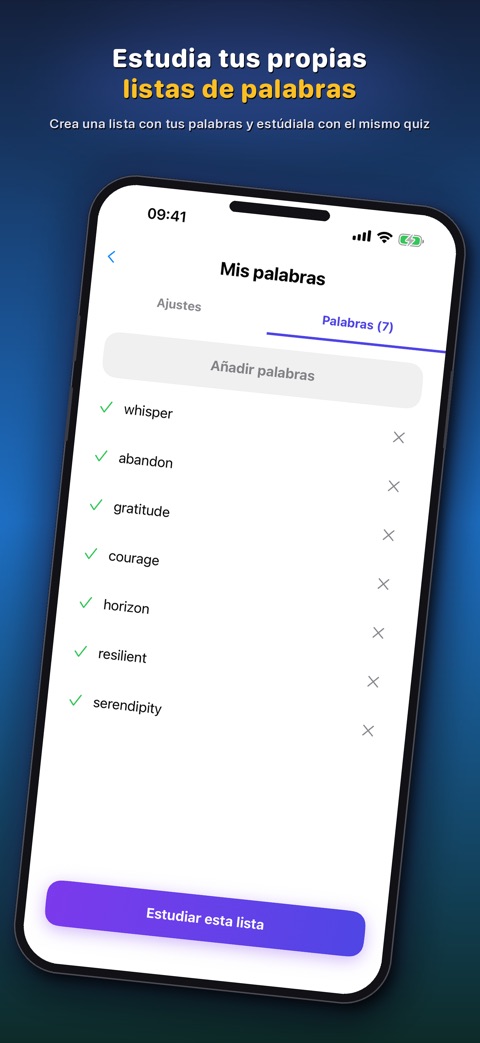 Estudia tus propias
listas de palabras
Crea una lista con tus palabras y estúdiala con el mismo quiz
09:41
Mis palabras
Ajustes
Palabras (7)
Añadir palabras
whisper
abandon
gratitude
courage
horizon
resilient
serendipity
Estudiar esta lista